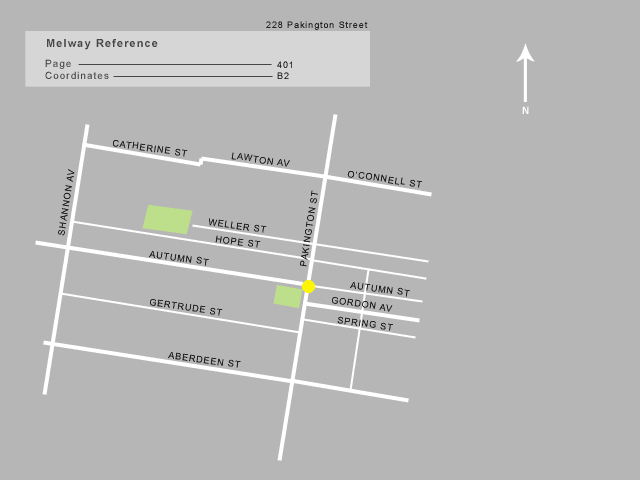 228 Pakington Street
Melway Reference
Page 401
Coordinates B2
N
CATHERINE ST
LAWTON AV
O'CONNELL ST
SHANNON AV
PAKINGTON ST
WELLER ST
HOPE ST
AUTUMN ST
AUTUMN ST
GORDON AV
GERTRUDE ST
SPRING ST
ABERDEEN ST